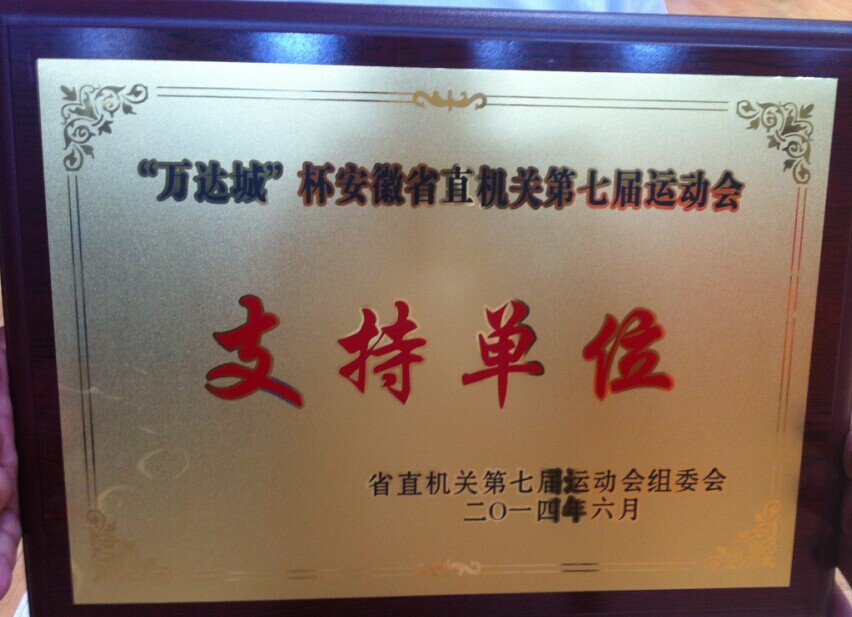 “万达城”杯安徽省直机关第七届运动会
支持单位
省直机关第七届运动会组委会
二〇一四年六月